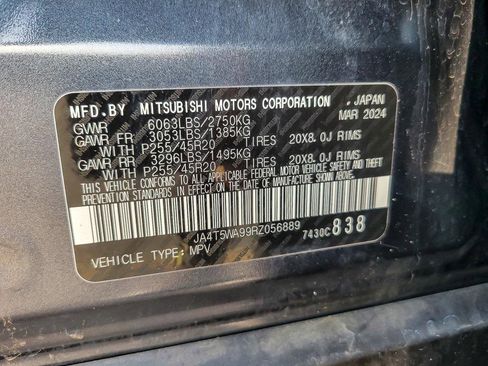 MFD.BY MITSUBISHI MOTORS CORPORATION / JAPAN
GVWR 6063LBS/2750KG MAR 2024
GAWR FR 3053LBS/1385KG
WITH P255/45R20 TIRES 20X8.0J RIMS
GAWR RR 3296LBS/1495KG
WITH P255/45R20 TIRES 20X8.0J RIMS
THIS VEHICLE CONFORMS TO ALL APPLICABLE FEDERAL MOTOR VEHICLE SAFETY AND THEFT
PREVENTION STANDARDS IN EFFECT ON THE DATE OF MANUFACTURE SHOWN ABOVE.
JA4T5WA99RZ056889 7430C838
VEHICLE TYPE: MPV